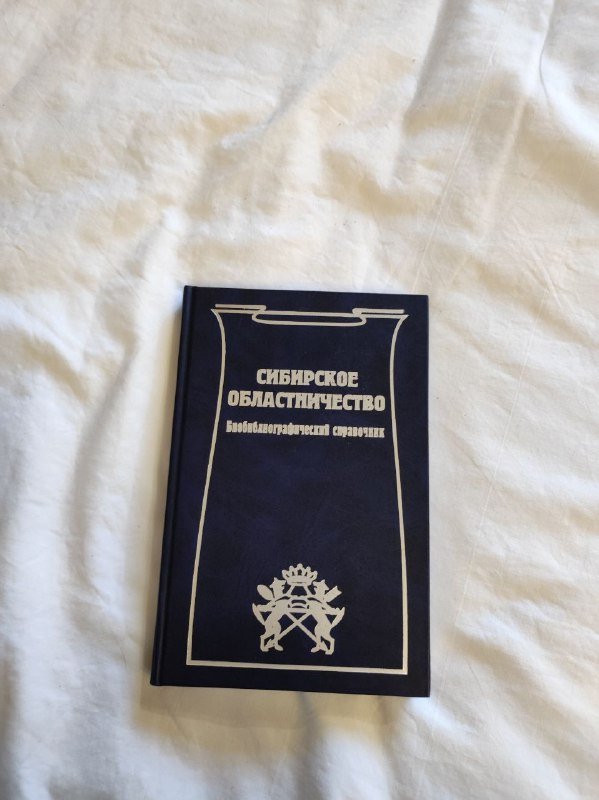 СИБИРСКОЕ
ОБЛАСТНИЧЕСТВО
Биобиблиографический справочник